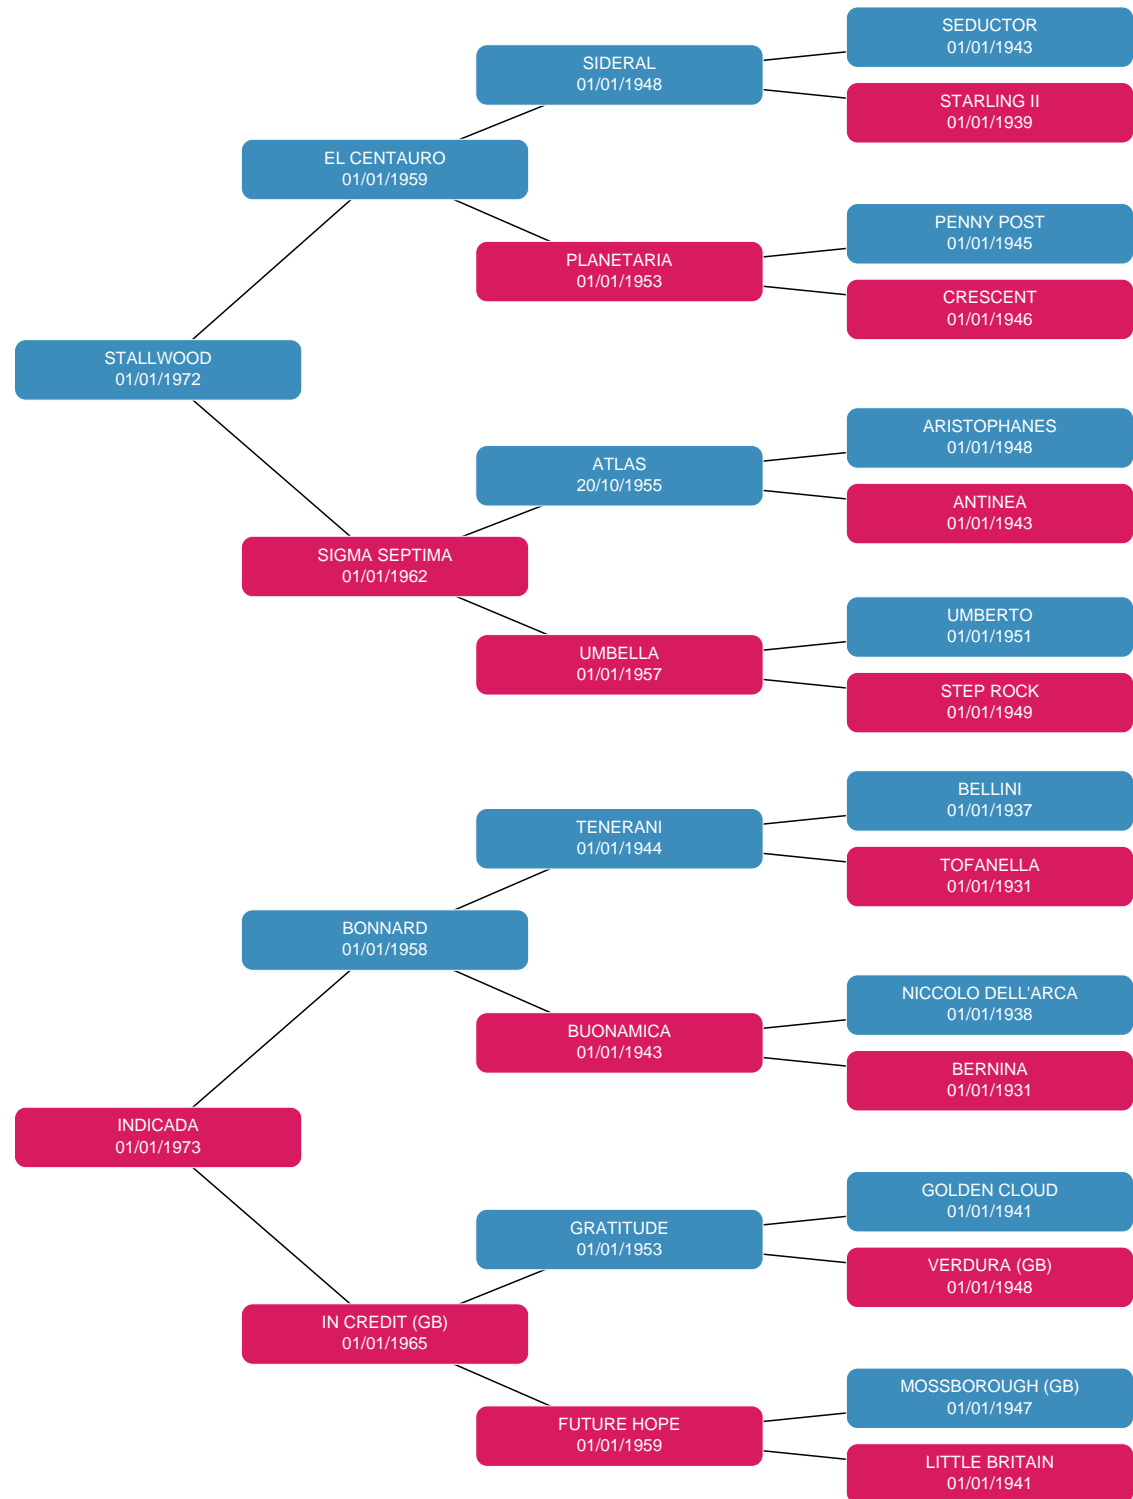 SEDUCTOR
01/01/1943
SIDERAL
01/01/1948
STARLING II
01/01/1939
EL CENTAURO
01/01/1959
PENNY POST
01/01/1945
PLANETARIA
01/01/1953
CRESCENT
01/01/1946
STALLWOOD
01/01/1972
ARISTOPHANES
01/01/1948
ATLAS
20/10/1955
ANTINEA
01/01/1943
SIGMA SEPTIMA
01/01/1962
UMBERTO
01/01/1951
UMBELLA
01/01/1957
STEP ROCK
01/01/1949
BELLINI
01/01/1937
TENERANI
01/01/1944
TOFANELLA
01/01/1931
BONNARD
01/01/1958
NICCOLO DELL'ARCA
01/01/1938
BUONAMICA
01/01/1943
BERNINA
01/01/1931
INDICADA
01/01/1973
GOLDEN CLOUD
01/01/1941
GRATITUDE
01/01/1953
VERDURA (GB)
01/01/1948
IN CREDIT (GB)
01/01/1965
MOSSBOROUGH (GB)
01/01/1947
FUTURE HOPE
01/01/1959
LITTLE BRITAIN
01/01/1941